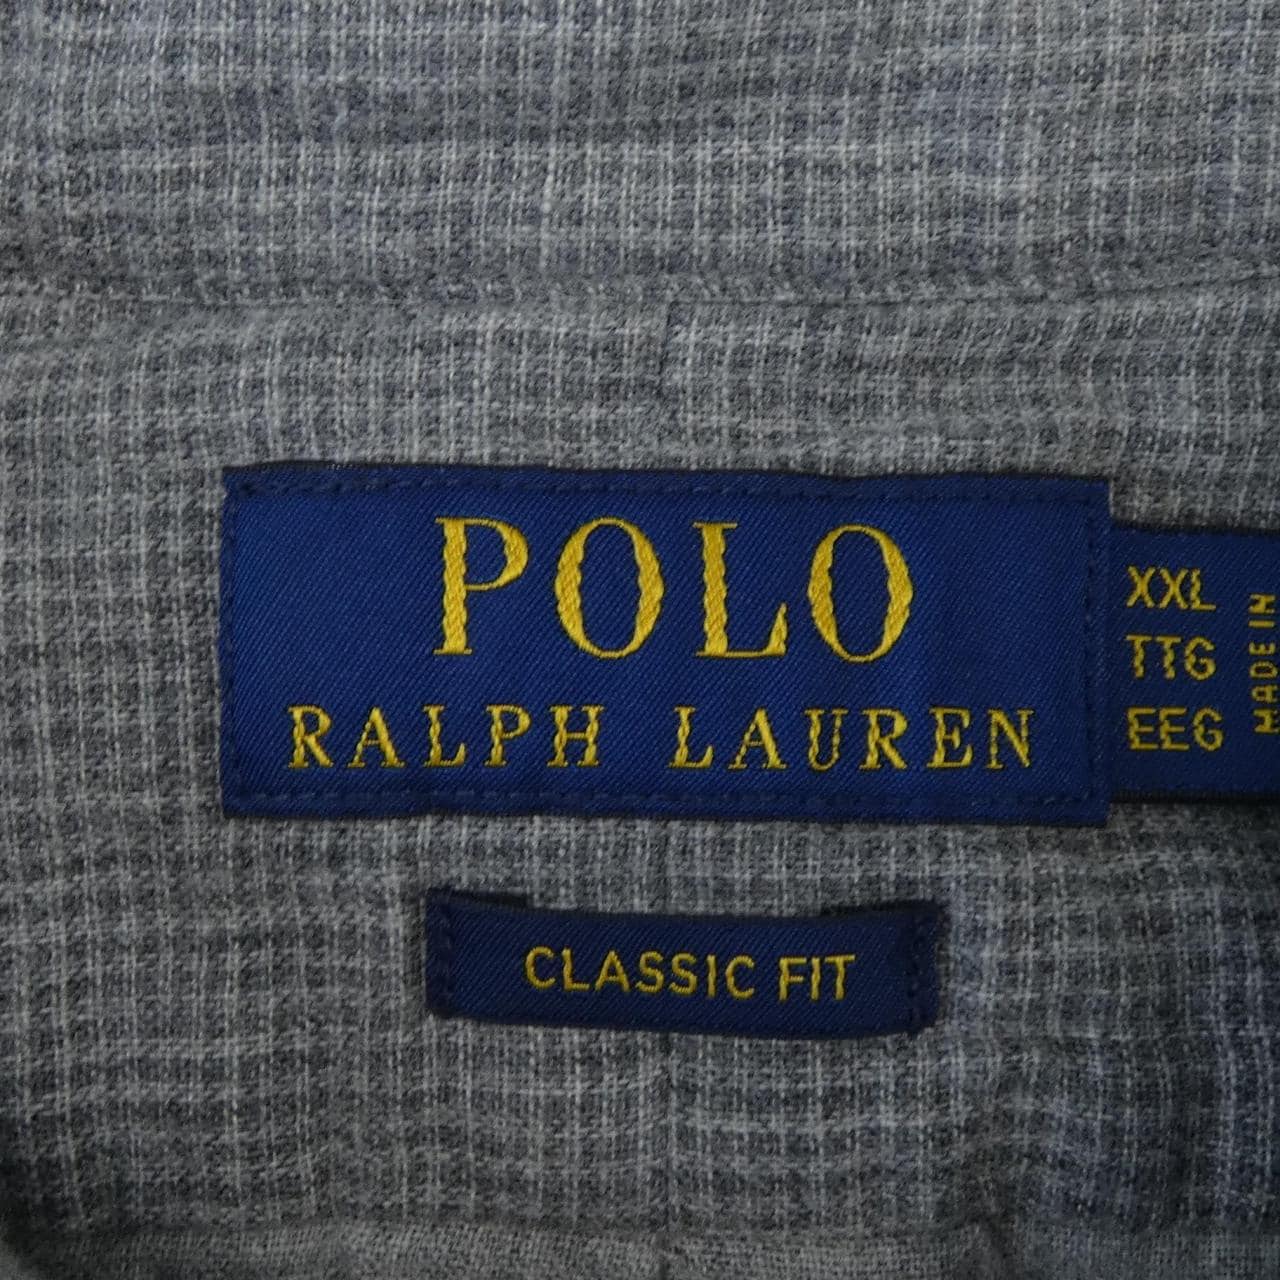 POLO
RALPH LAUREN
XXL
TTG
EEG
MADE IN
CLASSIC FIT